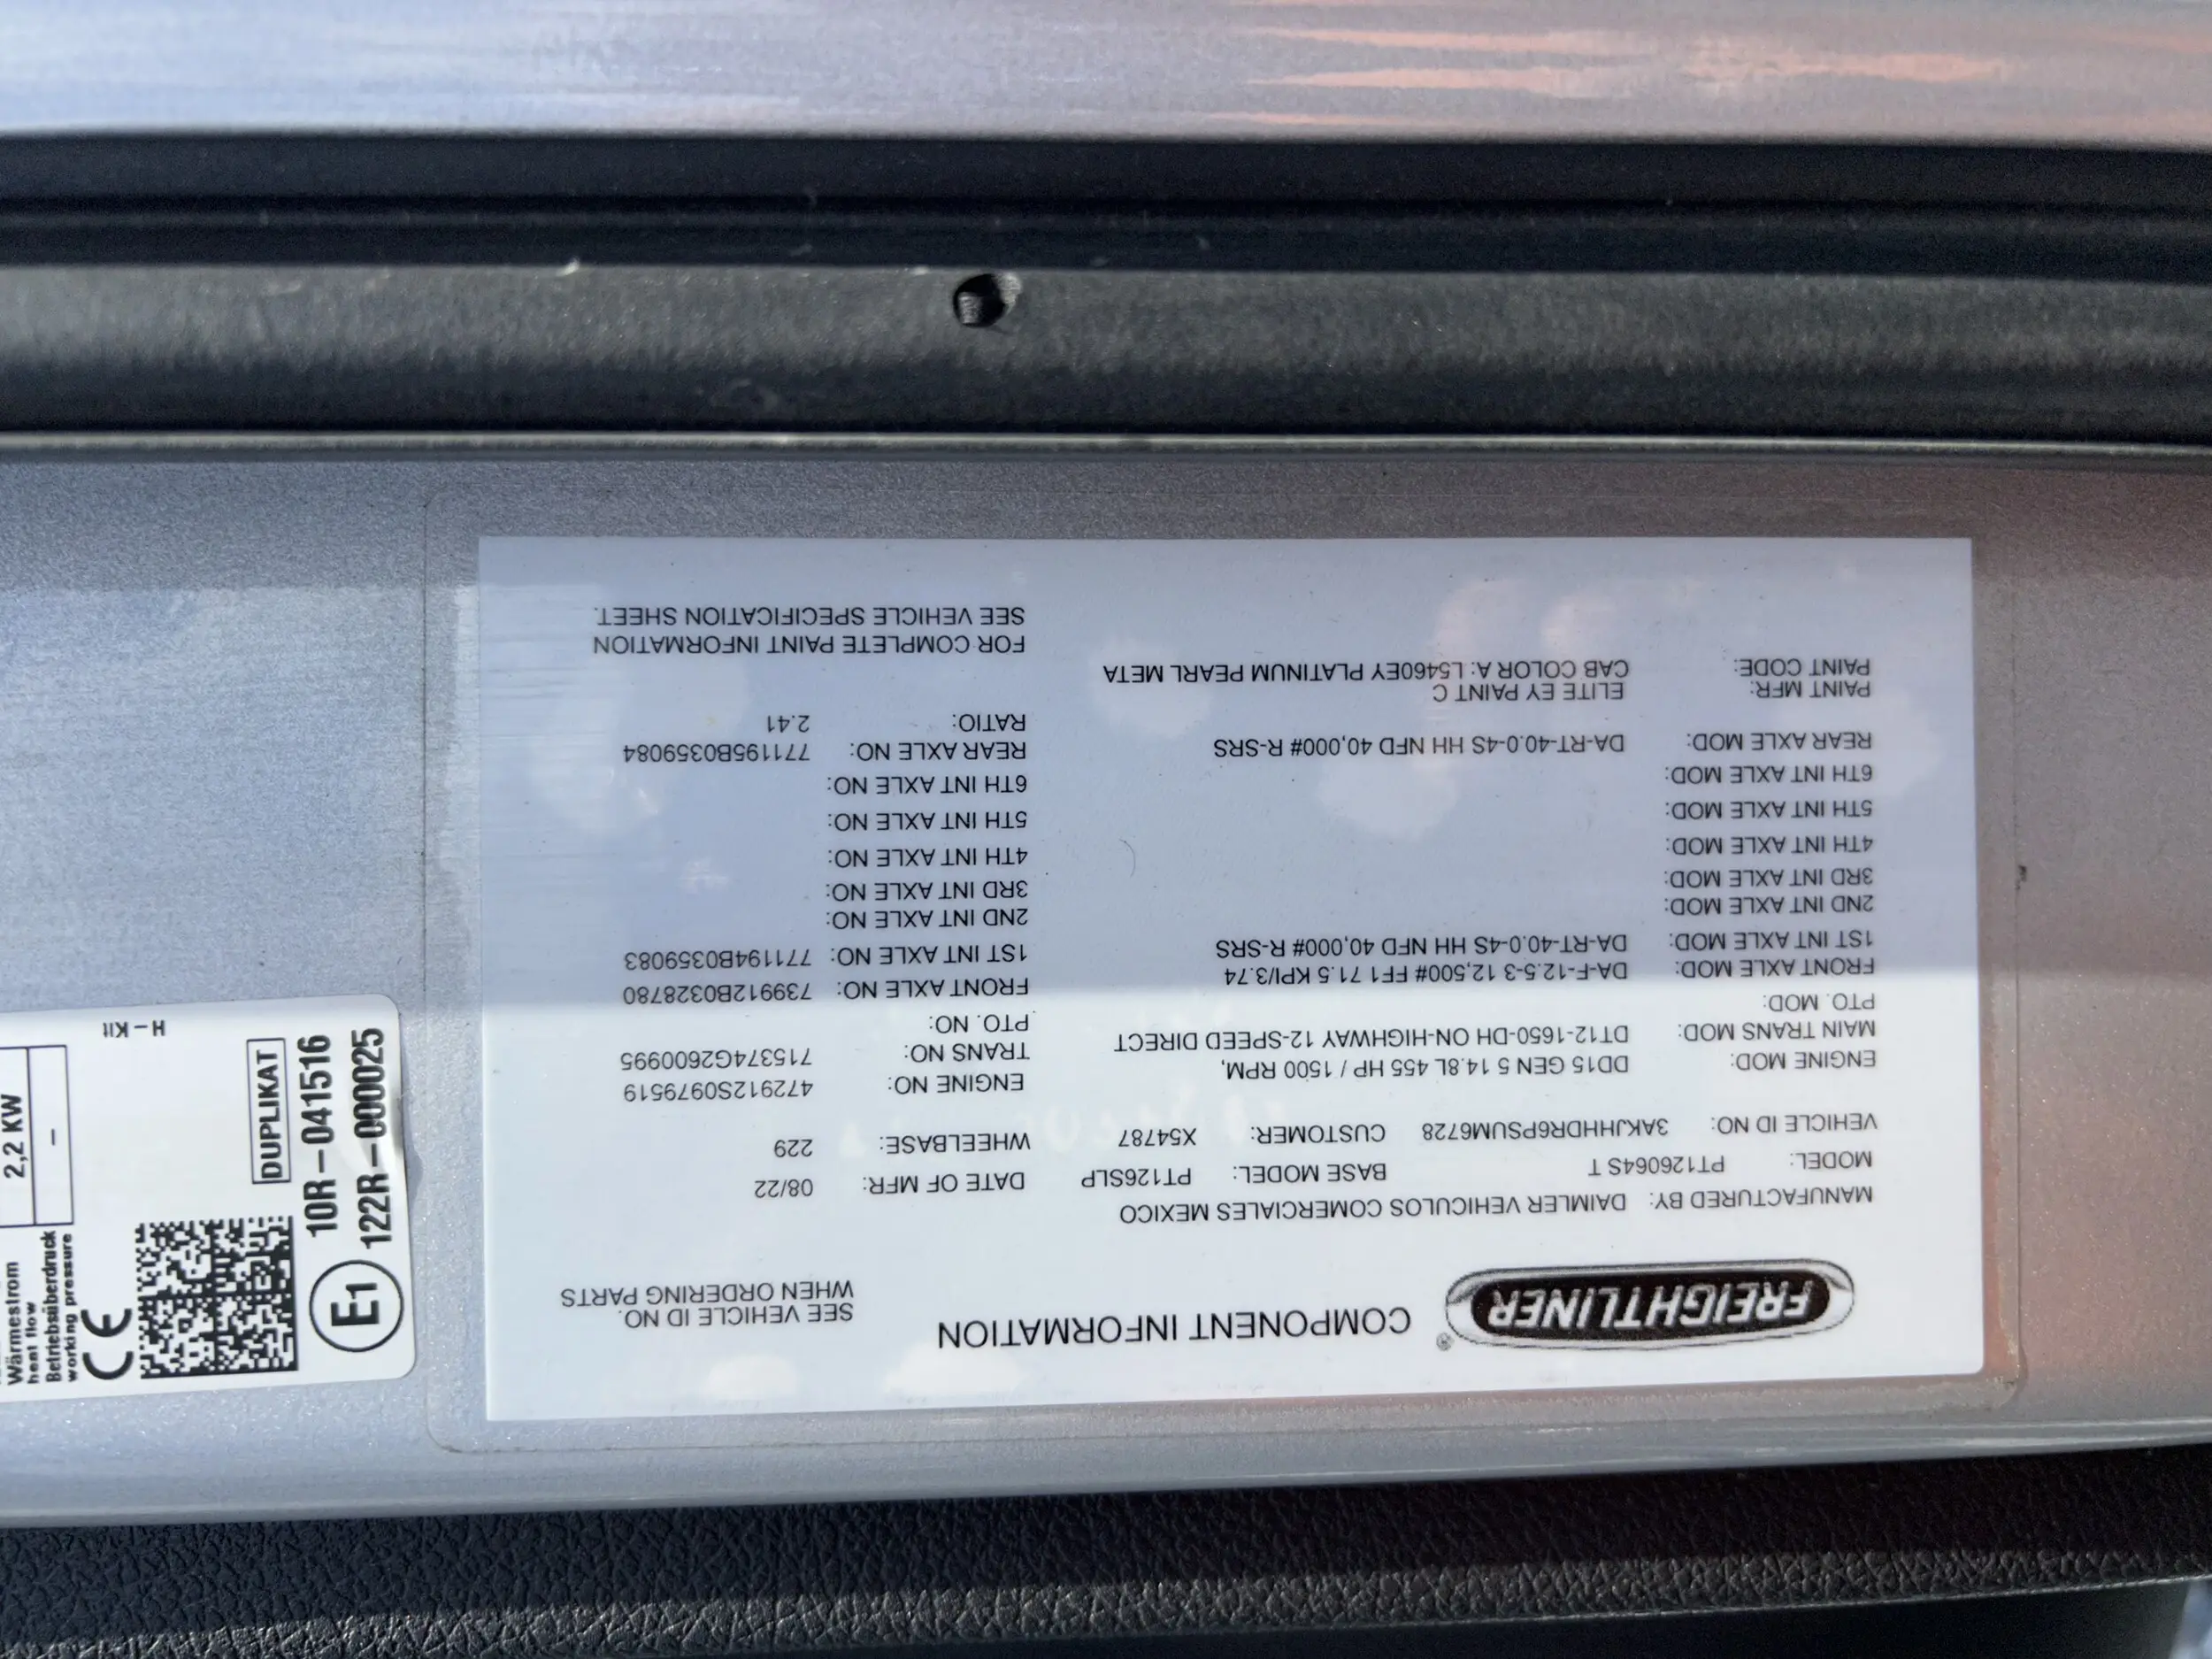 FREIGHTLINER®
COMPONENT INFORMATION
SEE VEHICLE ID NO.
WHEN ORDERING PARTS
MANUFACTURED BY: DAIMLER VEHICULOS COMERCIALES MEXICO
MODEL: PT126064S T BASE MODEL: PT126SLP DATE OF MFR: 08/22
VEHICLE ID NO: 3AKJHHDR6PSUM6728 CUSTOMER: X54787 WHEELBASE: 229
ENGINE MOD: DD15 GEN 5 14.8L 455 HP / 1500 RPM, ENGINE NO: 472912S0979519
MAIN TRANS MOD: DT12-1650-DH ON-HIGHWAY 12-SPEED DIRECT TRANS NO: 715374G2600995
PTO. MOD: PTO. NO:
FRONT AXLE MOD: DA-F-12.5-3 12,500# FF1 71.5 KPI/3.74 FRONT AXLE NO: 739912B0328780
1ST INT AXLE MOD: DA-RT-40.0-4S HH NFD 40,000# R-SRS 1ST INT AXLE NO: 771194B0359083
2ND INT AXLE MOD: 2ND INT AXLE NO:
3RD INT AXLE MOD: 3RD INT AXLE NO:
4TH INT AXLE MOD: 4TH INT AXLE NO:
5TH INT AXLE MOD: 5TH INT AXLE NO:
6TH INT AXLE MOD: 6TH INT AXLE NO:
REAR AXLE MOD: DA-RT-40.0-4S HH NFD 40,000# R-SRS REAR AXLE NO: 771195B0359084
RATIO: 2.41
PAINT MFR: ELITE EY PAINT C
PAINT CODE: CAB COLOR A: L5460EY PLATINUM PEARL META
FOR COMPLETE PAINT INFORMATION
SEE VEHICLE SPECIFICATION SHEET.
Wärmestrom
heat flow
2,2 KW
Betriebsüberdruck
working pressure
–
H – Kit
CE
DUPLIKAT
E1
10R – 041516
122R – 000025